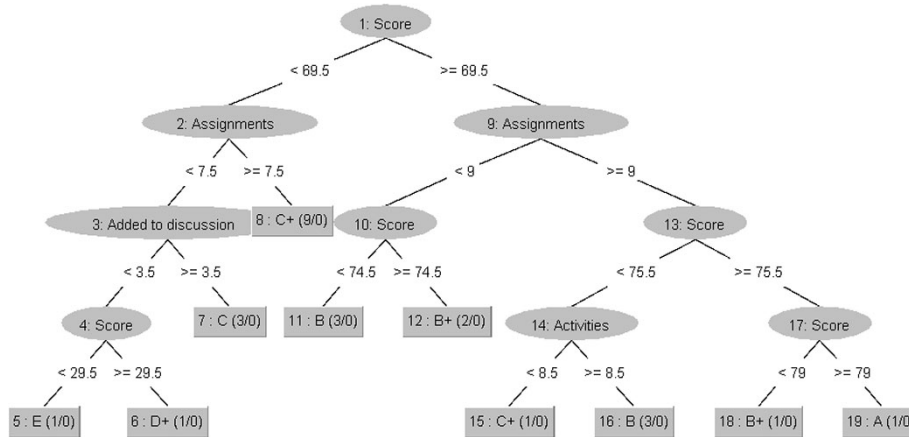 1: Score
< 69.5 >= 69.5
2: Assignments 9: Assignments
< 7.5 >= 7.5 < 9 >= 9
3: Added to discussion 8 : C+ (9/0) 10: Score 13: Score
< 3.5 >= 3.5 < 74.5 >= 74.5 < 75.5 >= 75.5
4: Score 7 : C (3/0) 11 : B (3/0) 12 : B+ (2/0) 14: Activities 17: Score
< 29.5 >= 29.5 < 8.5 >= 8.5 < 79 >= 79
5 : E (1/0) 6 : D+ (1/0) 15 : C+ (1/0) 16 : B (3/0) 18 : B+ (1/0) 19 : A (1/0